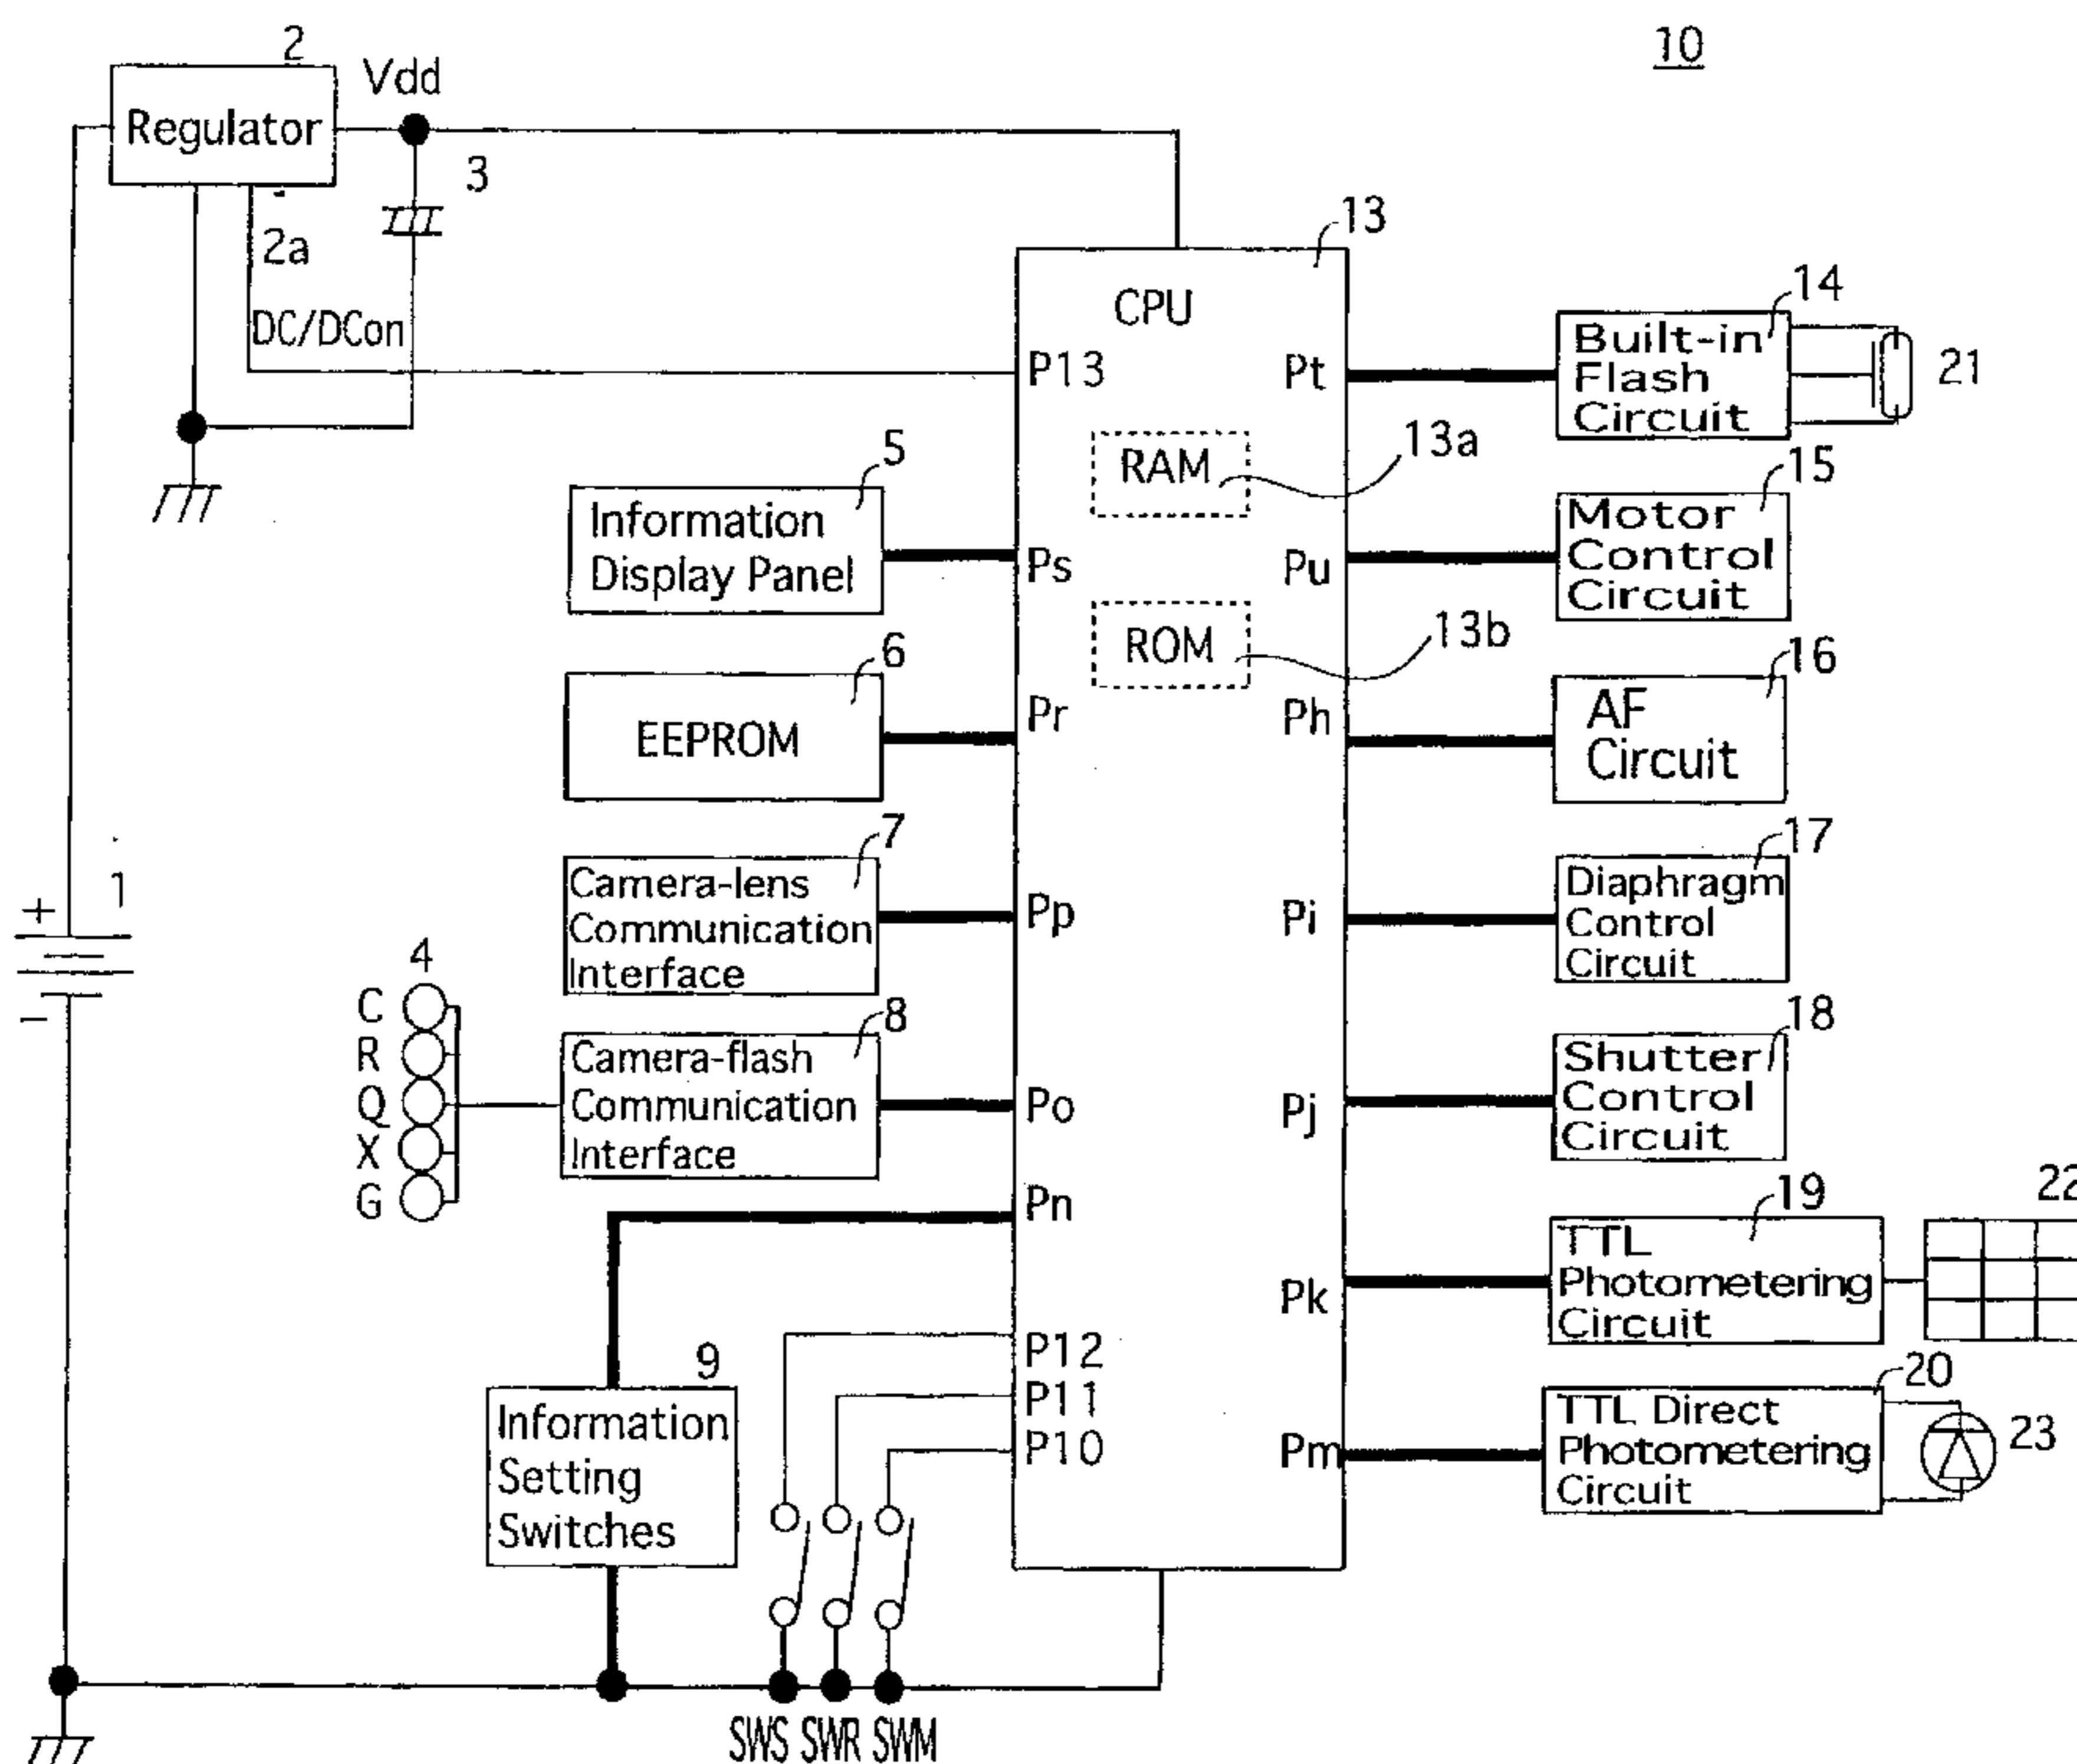 10
2
Vdd
Regulator
3
2a
DC/DCon
13
CPU
P13
Pt
14
Built-in
Flash
Circuit
21
RAM
13a
5
Information
Display Panel
Ps
Pu
15
Motor
Control
Circuit
ROM
13b
6
EEPROM
Pr
Ph
16
AF
Circuit
7
Camera-lens
Communication
Interface
Pp
Pi
17
Diaphragm
Control
Circuit
+
1
−
4
C
R
Q
X
G
8
Camera-flash
Communication
Interface
Po
Pj
18
Shutter
Control
Circuit
Pn
Pk
19
TTL
Photometering
Circuit
22
P12
P11
P10
9
Information
Setting
Switches
Pm
20
TTL Direct
Photometering
Circuit
23
SWS SWR SWM